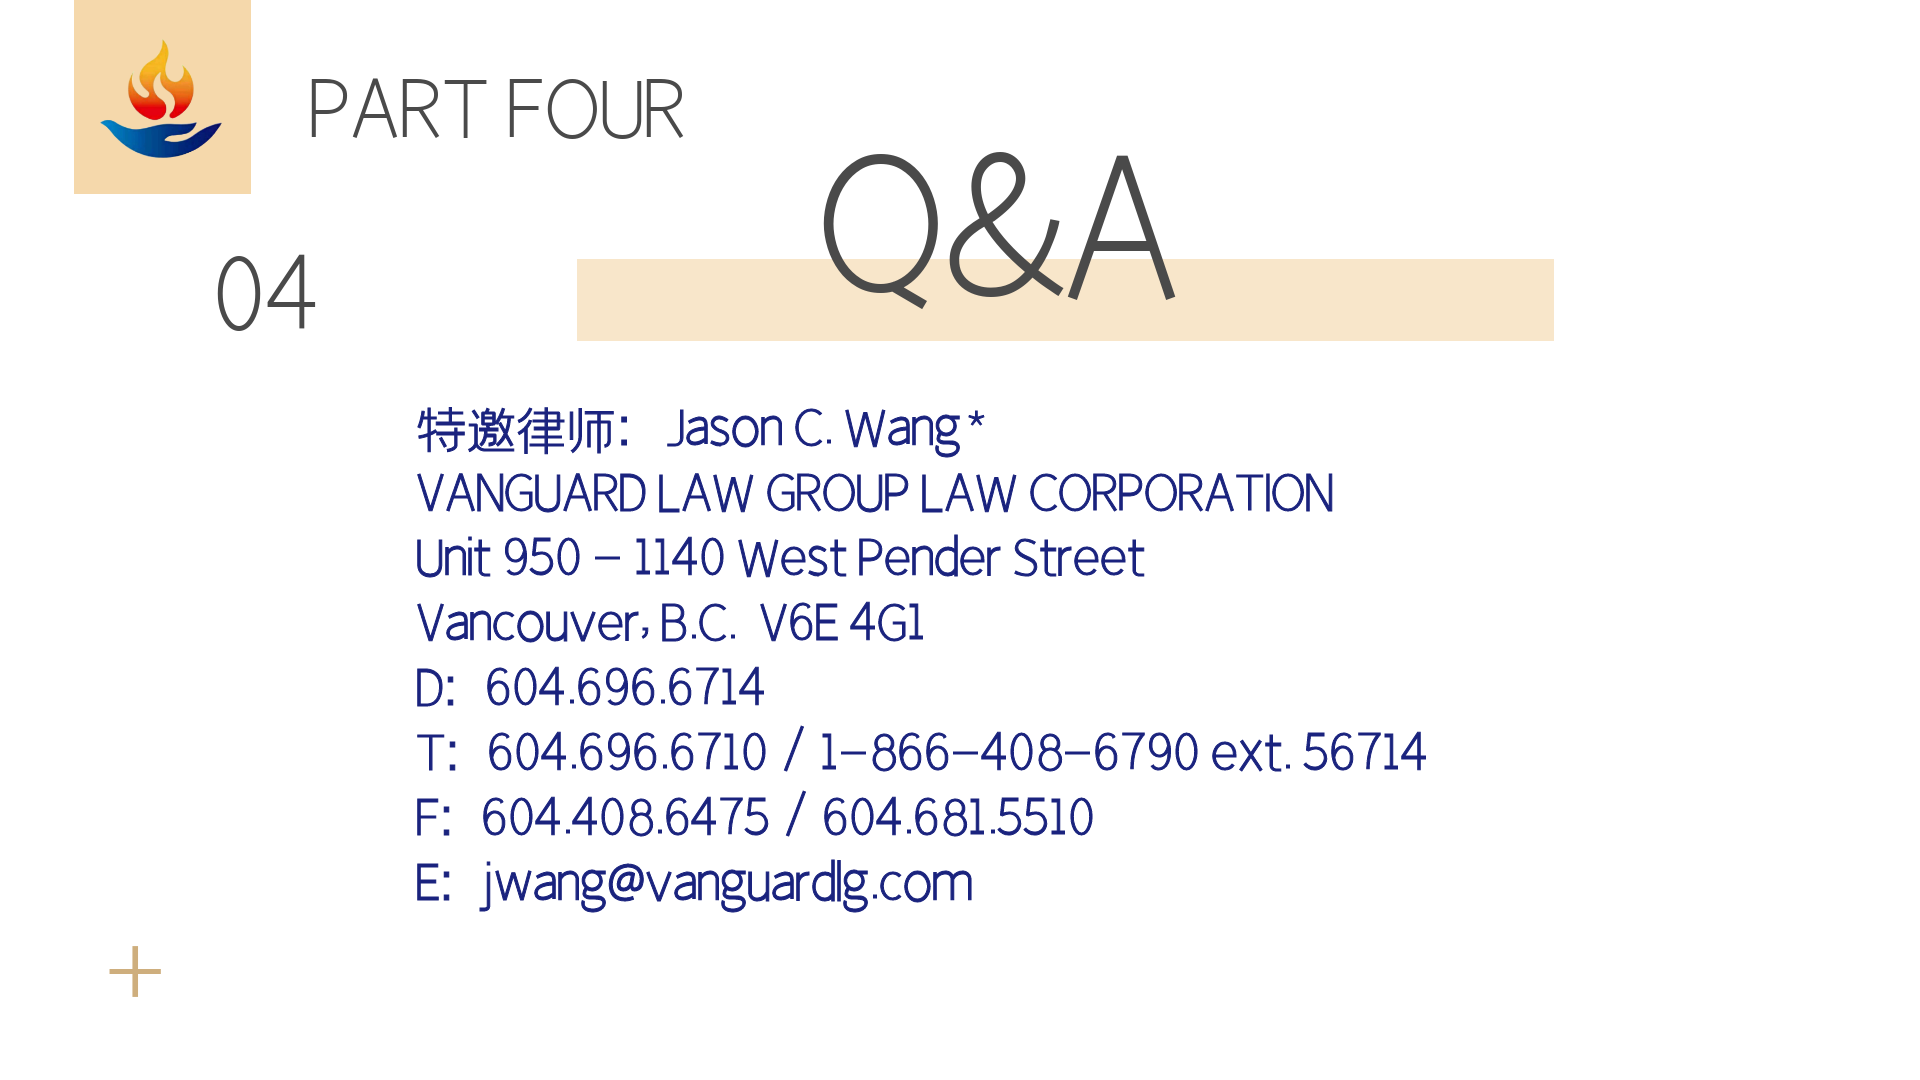 PART FOUR
Q&A
04
特邀律师： Jason C. Wang *
VANGUARD LAW GROUP LAW CORPORATION
Unit 950 – 1140 West Pender Street
Vancouver, B.C. V6E 4G1
D: 604.696.6714
T: 604.696.6710 / 1-866-408-6790 ext. 56714
F: 604.408.6475 / 604.681.5510
E: jwang@vanguardlg.com